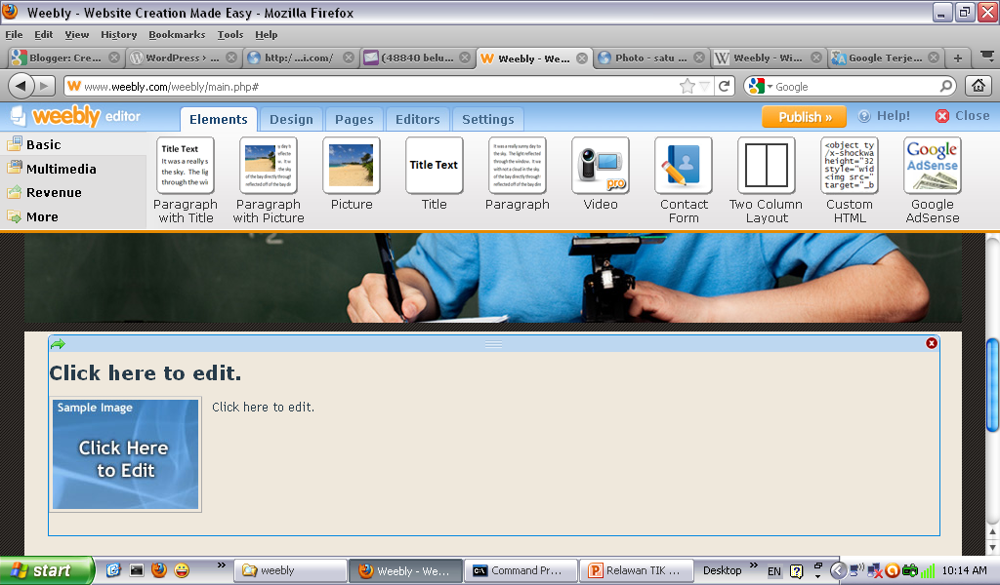 Weebly - Website Creation Made Easy - Mozilla Firefox
File Edit View History Bookmarks Tools Help
Blogger: Cre... WordPress › ... http:/...i.com/ (48840 belu... Weebly - We... Photo - satu ... Weebly - Wi... Google Terje...
www.weebly.com/weebly/main.php# Google
weebly editor Elements Design Pages Editors Settings Publish » Help! Close
Basic
Multimedia
Revenue
More
Title Text
It was a really s
the sky. The lig
through the wi
Paragraph
with Title
Paragraph
with Picture
Picture
Title Text
Title
Paragraph
pro
Video
Contact
Form
Two Column
Layout
<object ty
/x-shockwa
height="32
style="wid
<img src=
target="_b
Custom
HTML
Google
AdSense
Google
AdSense
Click here to edit.
Sample Image
Click Here
to Edit
Click here to edit.
start weebly Weebly - We... Command Pr... Relawan TIK ... Desktop EN 10:14 AM